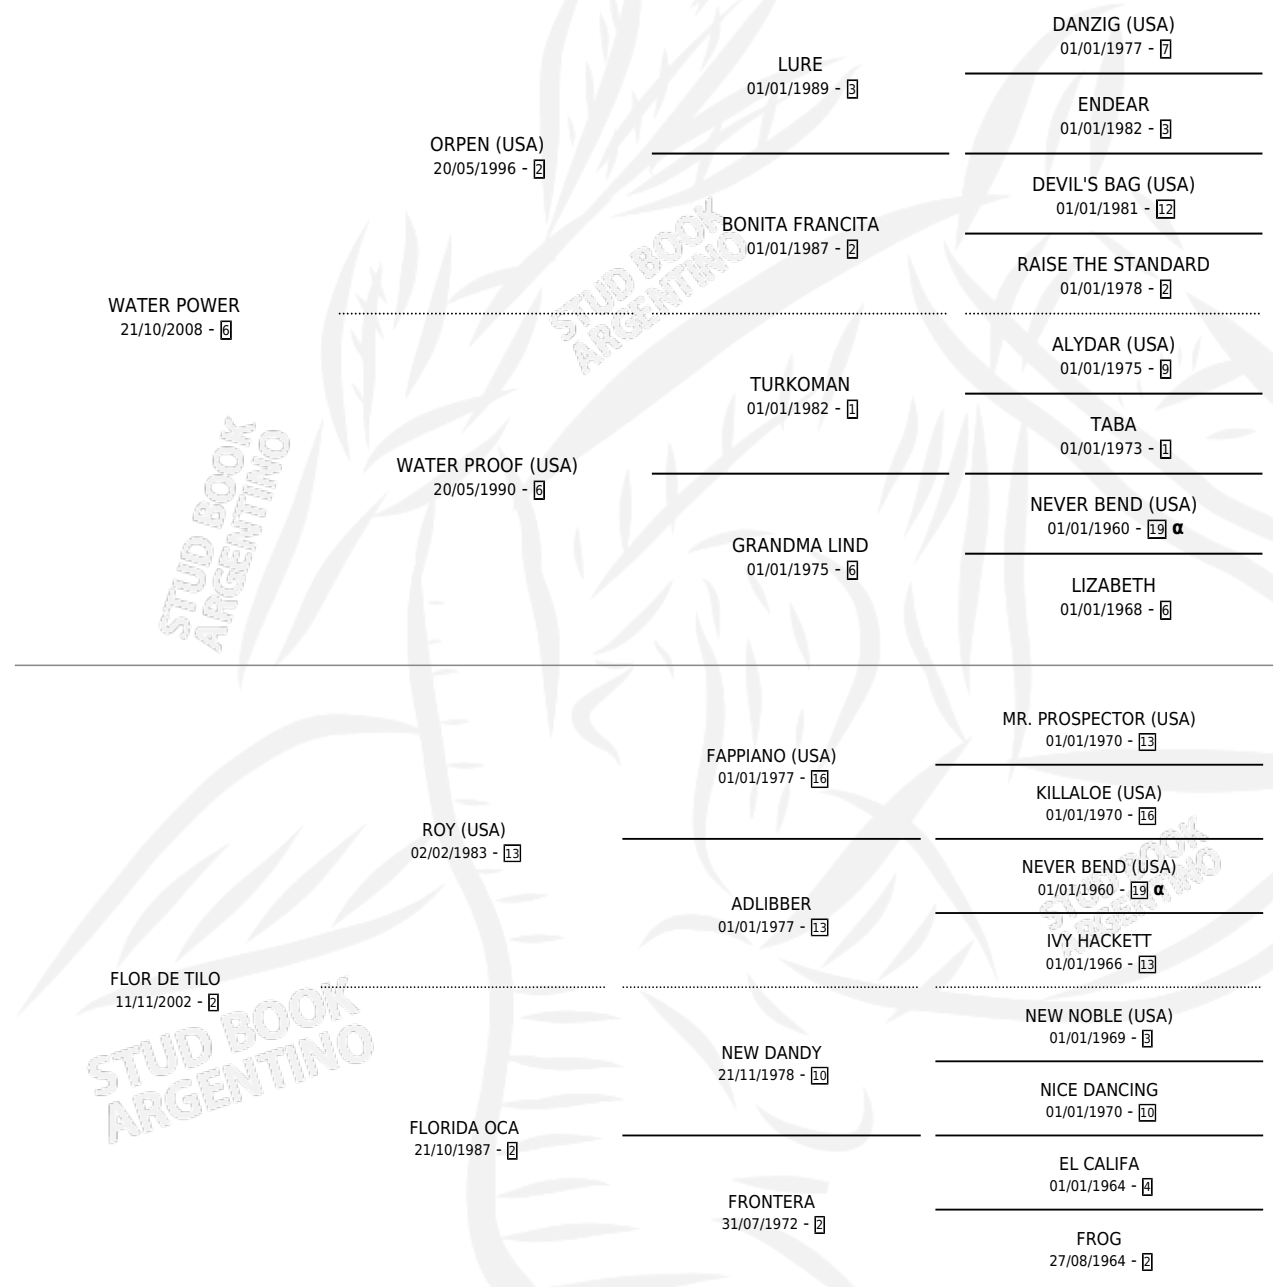 WATER POWER
21/10/2008 - 6
ORPEN (USA)
20/05/1996 - 2
LURE
01/01/1989 - 3
DANZIG (USA)
01/01/1977 - 7
ENDEAR
01/01/1982 - 3
BONITA FRANCITA
01/01/1987 - 2
DEVIL'S BAG (USA)
01/01/1981 - 12
RAISE THE STANDARD
01/01/1978 - 2
WATER PROOF (USA)
20/05/1990 - 6
TURKOMAN
01/01/1982 - 1
ALYDAR (USA)
01/01/1975 - 9
TABA
01/01/1973 - 1
GRANDMA LIND
01/01/1975 - 6
NEVER BEND (USA)
01/01/1960 - 19 α
LIZABETH
01/01/1968 - 6
STUD BOOK
ARGENTINO
STUD BOOK
ARGENTINO
FLOR DE TILO
11/11/2002 - 2
ROY (USA)
02/02/1983 - 13
FAPPIANO (USA)
01/01/1977 - 16
MR. PROSPECTOR (USA)
01/01/1970 - 13
KILLALOE (USA)
01/01/1970 - 16
ADLIBBER
01/01/1977 - 13
NEVER BEND (USA)
01/01/1960 - 19 α
IVY HACKETT
01/01/1966 - 13
FLORIDA OCA
21/10/1987 - 2
NEW DANDY
21/11/1978 - 10
NEW NOBLE (USA)
01/01/1969 - 3
NICE DANCING
01/01/1970 - 10
FRONTERA
31/07/1972 - 2
EL CALIFA
01/01/1964 - 4
FROG
27/08/1964 - 2
STUD BOOK
ARGENTINO
STUD BOOK
ARGENTINO